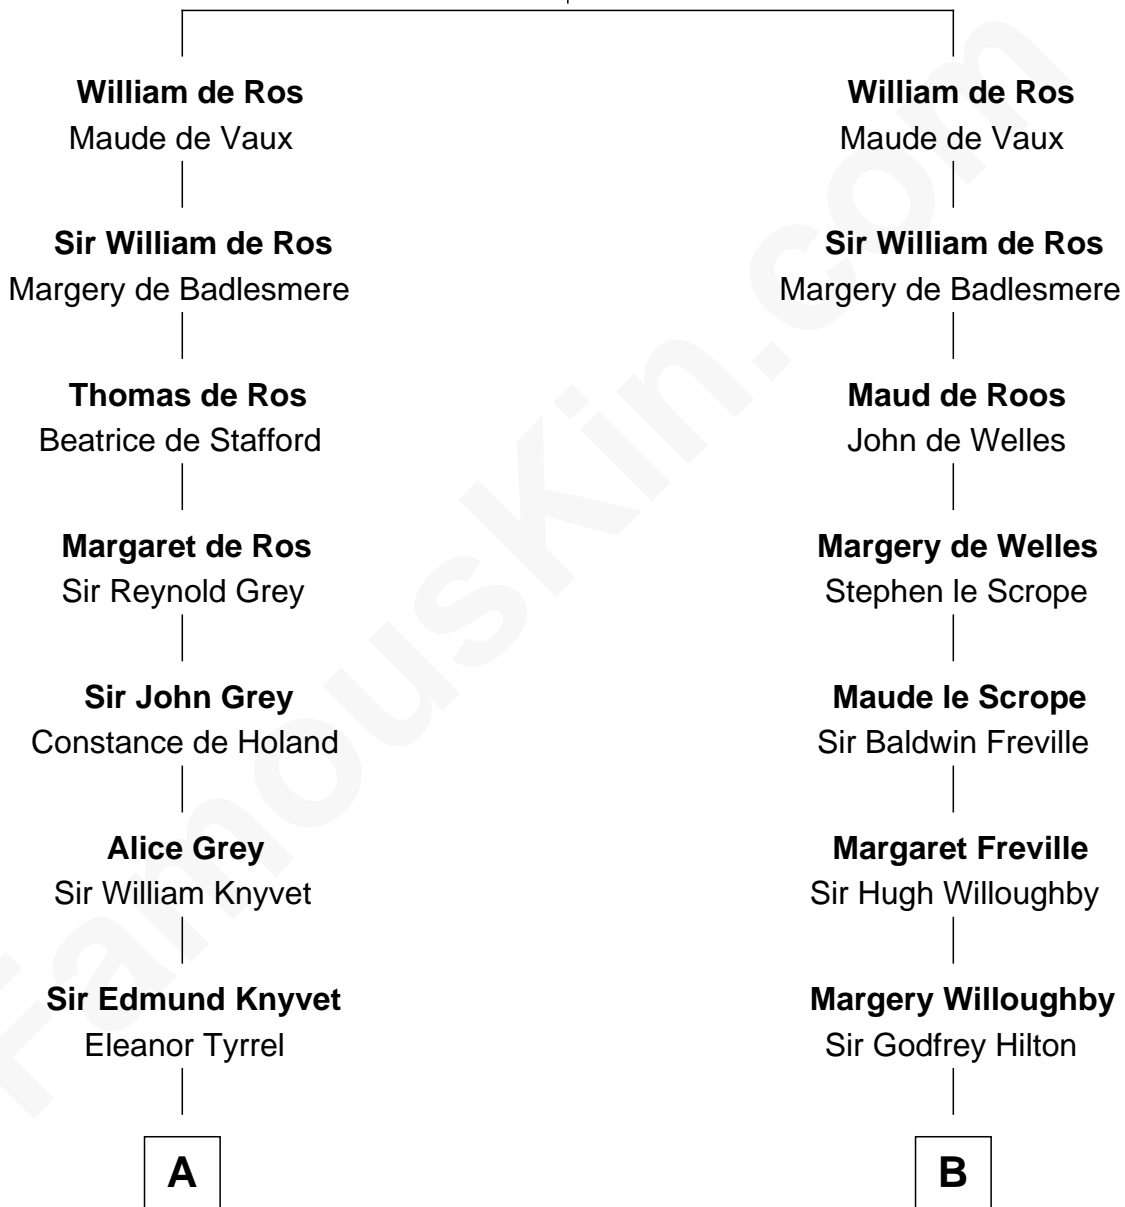 William de Ros
Maude de Vaux
Sir William de Ros
Margery de Badlesmere
Thomas de Ros
Beatrice de Stafford
Margaret de Ros
Sir Reynold Grey
Sir John Grey
Constance de Holand
Alice Grey
Sir William Knyvet
Sir Edmund Knyvet
Eleanor Tyrrel
A
William de Ros
Maude de Vaux
Sir William de Ros
Margery de Badlesmere
Maud de Roos
John de Welles
Margery de Welles
Stephen le Scrope
Maude le Scrope
Sir Baldwin Freville
Margaret Freville
Sir Hugh Willoughby
Margery Willoughby
Sir Godfrey Hilton
B
FamousKin.com